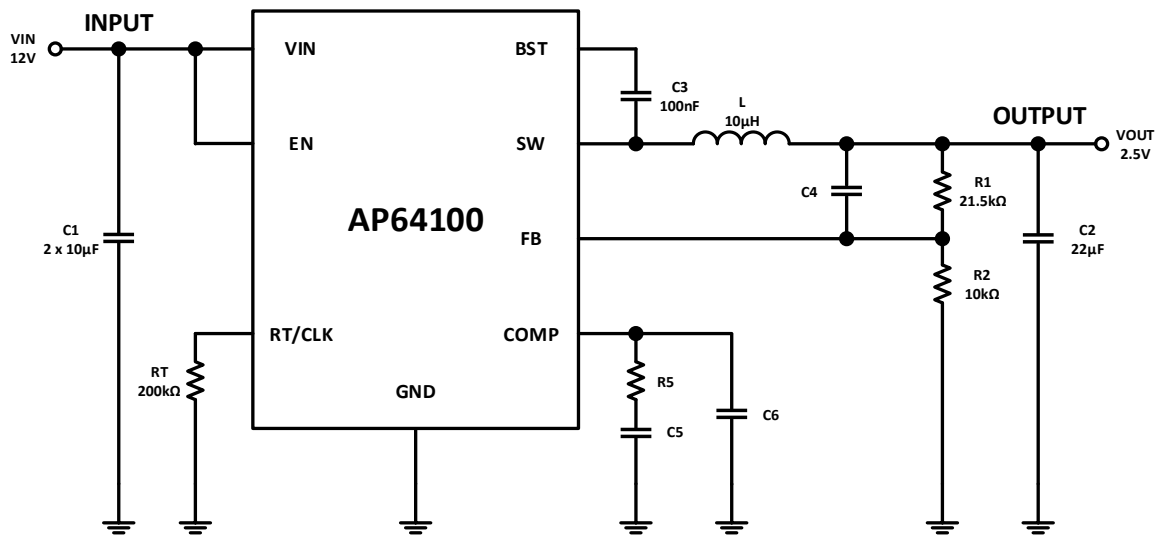 INPUT
VIN
12V
VIN
BST
C3
100nF
L
10µH
OUTPUT
VOUT
2.5V
EN
SW
C4
R1
21.5kΩ
AP64100
C1
2 x 10µF
FB
C2
22µF
R2
10kΩ
RT/CLK
COMP
RT
200kΩ
GND
R5
C5
C6